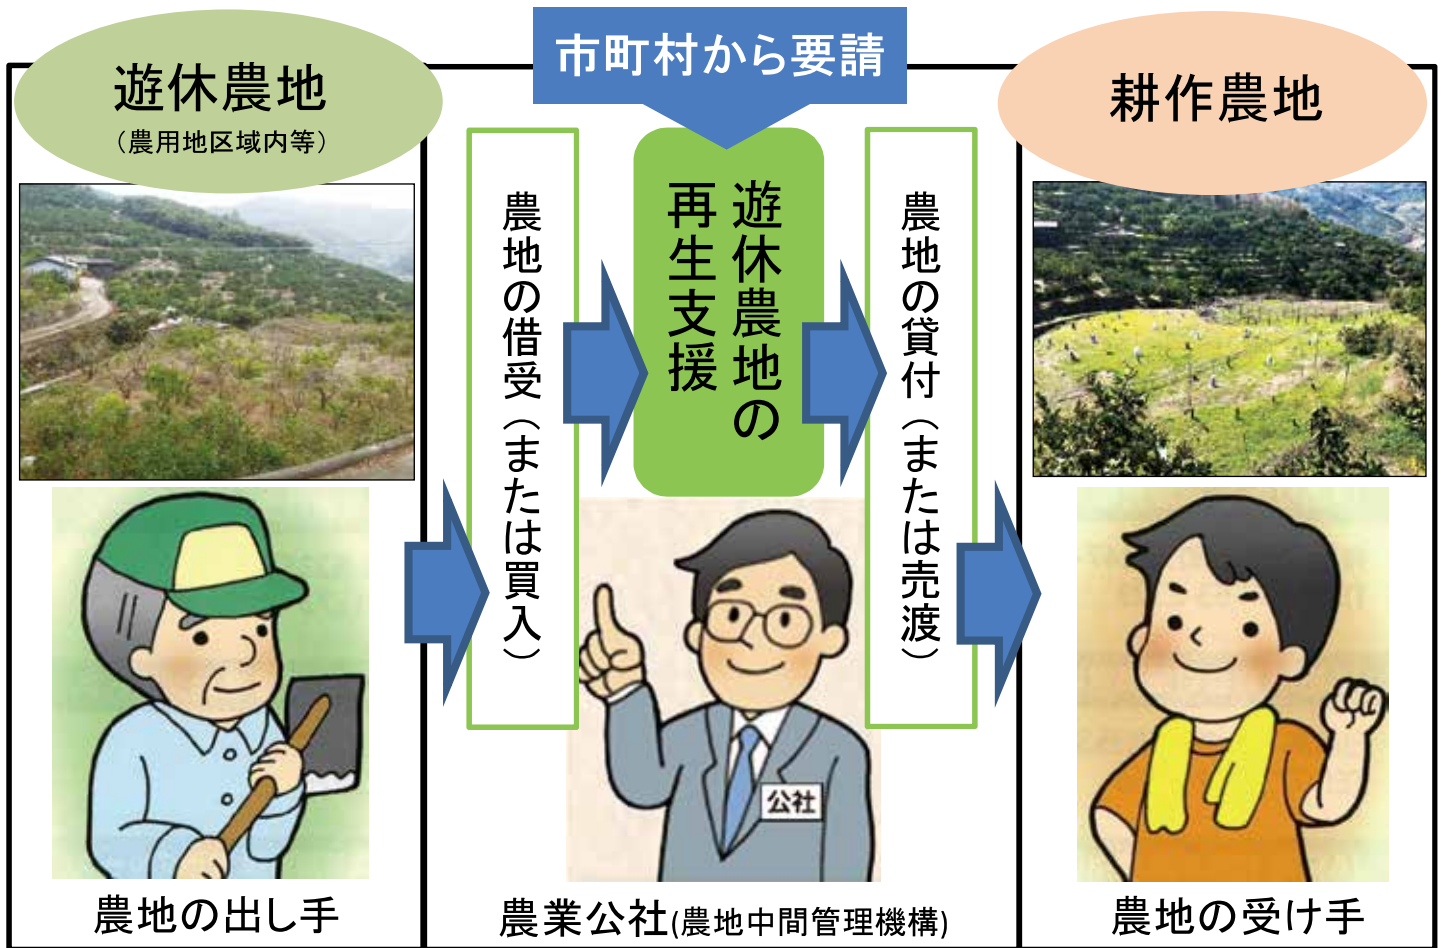 遊休農地
（農用地区域内等）
農地の出し手
市町村から要請
農地の借受（または買入）
遊休農地の
再生支援
農地の貸付（または売渡）
公社
農業公社(農地中間管理機構)
耕作農地
農地の受け手